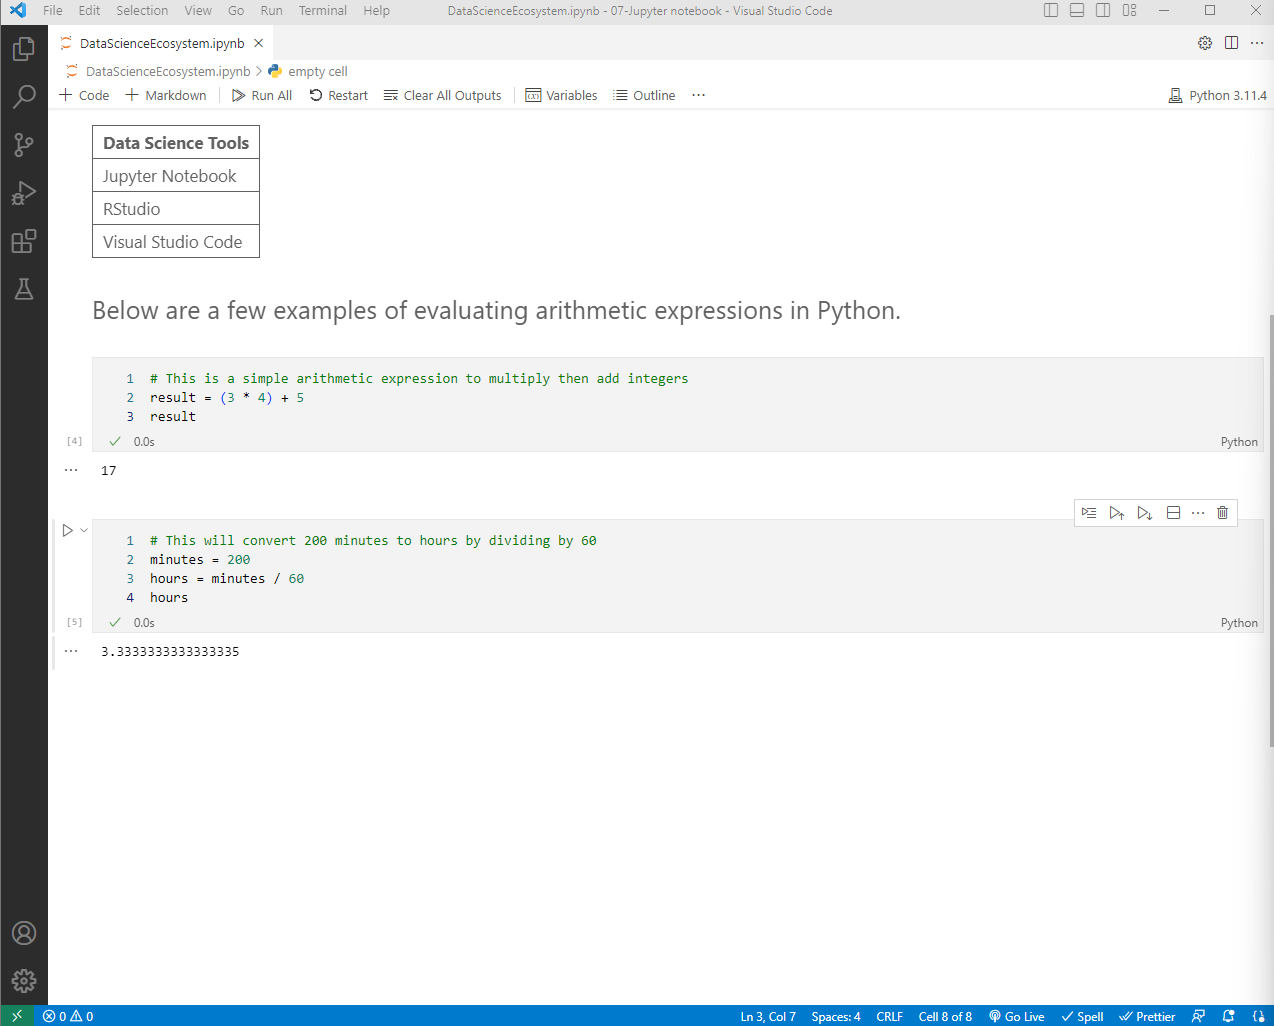 File Edit Selection View Go Run Terminal Help DataScienceEcosystem.ipynb - 07-Jupyter notebook - Visual Studio Code
DataScienceEcosystem.ipynb
DataScienceEcosystem.ipynb > empty cell
+ Code + Markdown Run All Restart Clear All Outputs Variables Outline ... Python 3.11.4
Data Science Tools
Jupyter Notebook
RStudio
Visual Studio Code
Below are a few examples of evaluating arithmetic expressions in Python.
1 # This is a simple arithmetic expression to multiply then add integers
2 result = (3 * 4) + 5
3 result
[4] 0.0s Python
... 17
1 # This will convert 200 minutes to hours by dividing by 60
2 minutes = 200
3 hours = minutes / 60
4 hours
[5] 0.0s Python
... 3.3333333333333335
0 0 Ln 3, Col 7 Spaces: 4 CRLF Cell 8 of 8 Go Live Spell Prettier